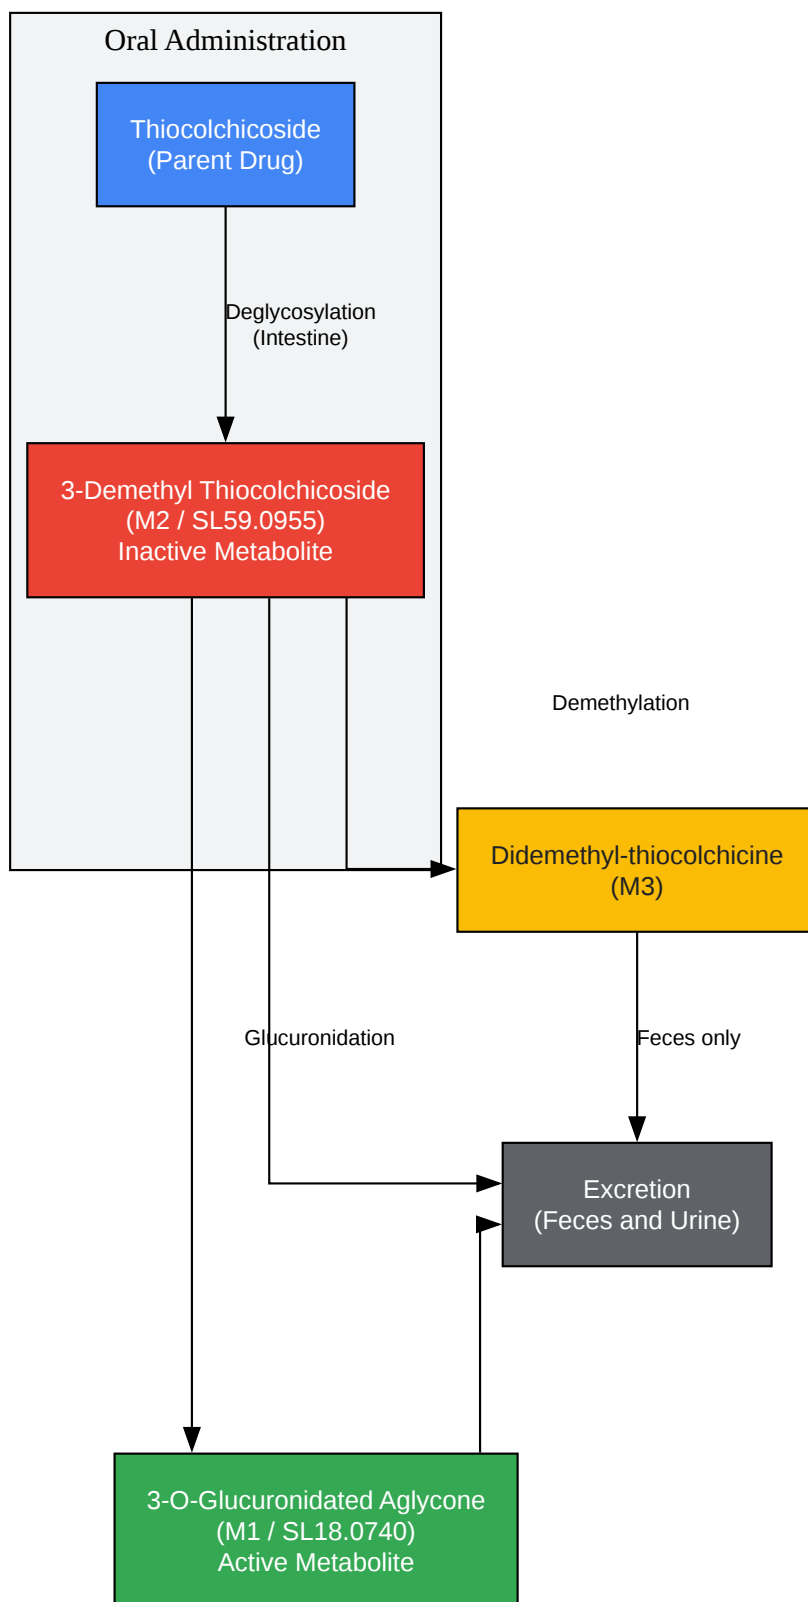 Oral Administration
Thiocolchicoside
(Parent Drug)
Deglycosylation
(Intestine)
3-Demethyl Thiocolchicoside
(M2 / SL59.0955)
Inactive Metabolite
Demethylation
Didemethyl-thiocolchicine
(M3)
Glucuronidation
Feces only
Excretion
(Feces and Urine)
3-O-Glucuronidated Aglycone
(M1 / SL18.0740)
Active Metabolite